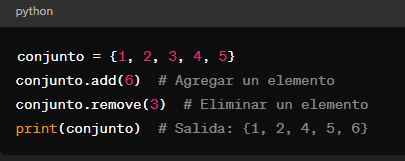 python
conjunto = {1, 2, 3, 4, 5}
conjunto.add(6)  # Agregar un elemento
conjunto.remove(3)  # Eliminar un elemento
print(conjunto)  # Salida: {1, 2, 4, 5, 6}